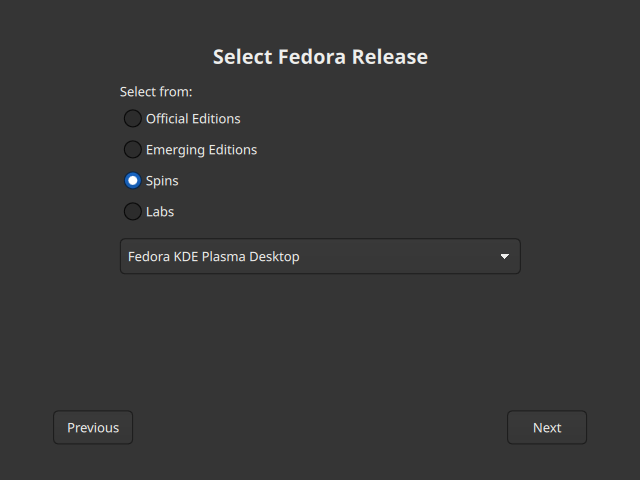 Select Fedora Release
Select from:
Official Editions
Emerging Editions
Spins
Labs
Fedora KDE Plasma Desktop
Previous
Next